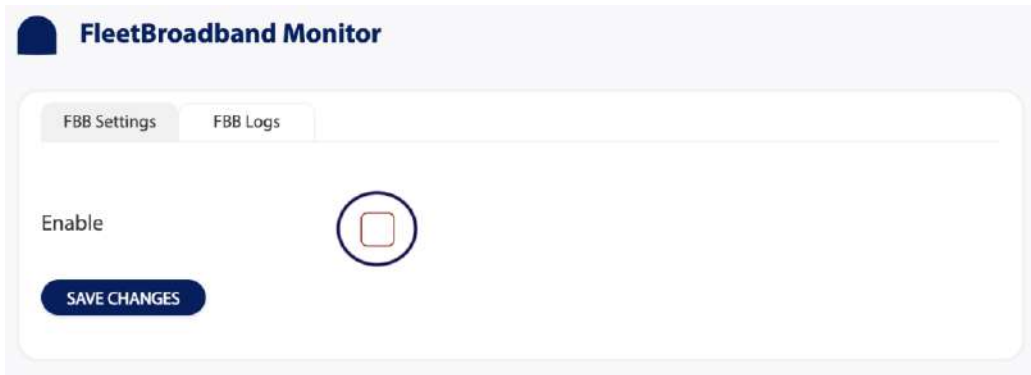 FleetBroadband Monitor
FBB Settings FBB Logs
Enable
SAVE CHANGES